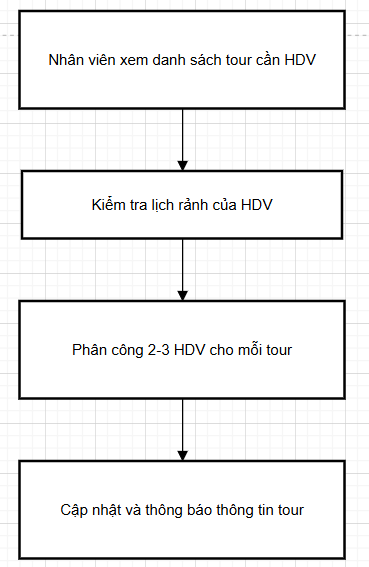 Nhân viên xem danh sách tour cần HDV
Kiểm tra lịch rảnh của HDV
Phân công 2-3 HDV cho mỗi tour
Cập nhật và thông báo thông tin tour